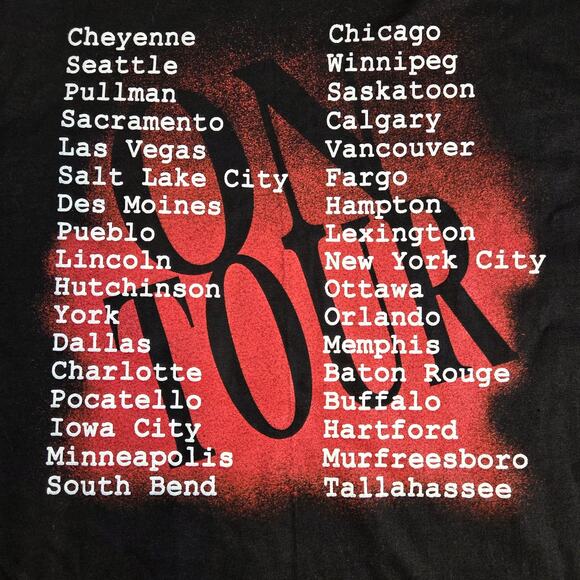 ON
TOUR
Cheyenne
Seattle
Pullman
Sacramento
Las Vegas
Salt Lake City
Des Moines
Pueblo
Lincoln
Hutchinson
York
Dallas
Charlotte
Pocatello
Iowa City
Minneapolis
South Bend
Chicago
Winnipeg
Saskatoon
Calgary
Vancouver
Fargo
Hampton
Lexington
New York City
Ottawa
Orlando
Memphis
Baton Rouge
Buffalo
Hartford
Murfreesboro
Tallahassee